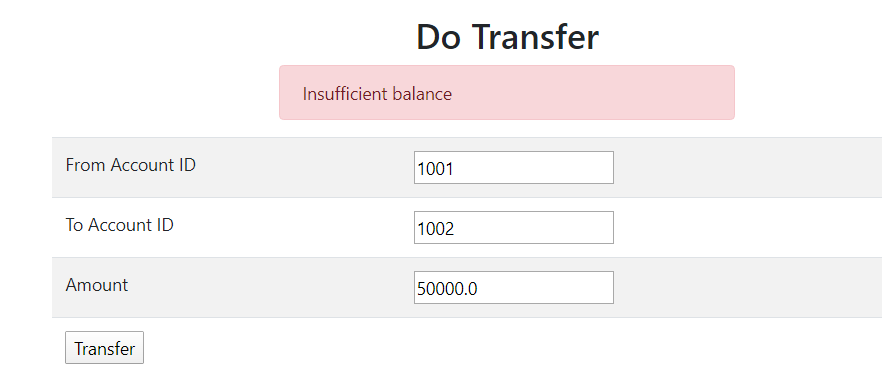 Do Transfer
Insufficient balance
From Account ID
1001
To Account ID
1002
Amount
50000.0
Transfer